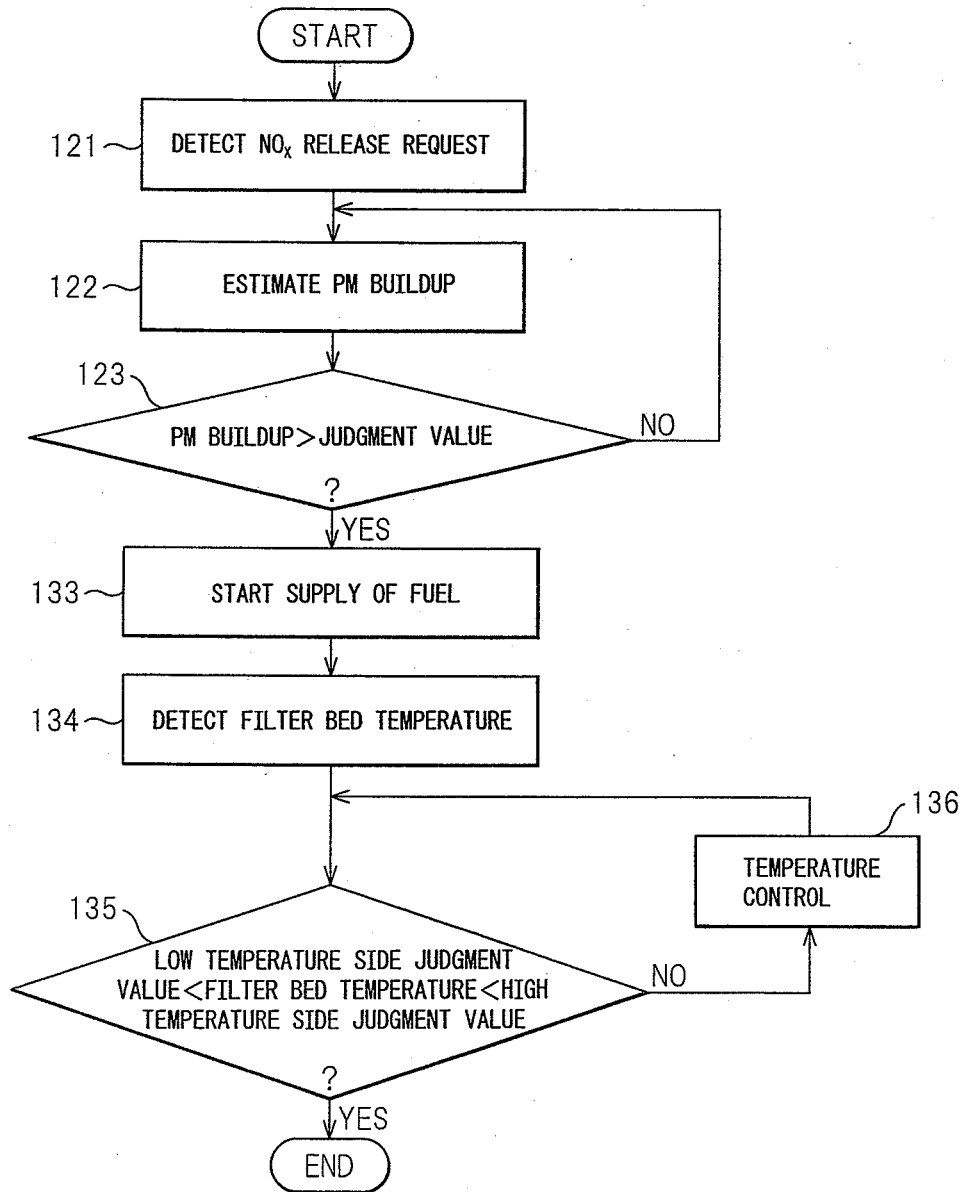 START
121
DETECT NOx RELEASE REQUEST
122
ESTIMATE PM BUILDUP
123
PM BUILDUP>JUDGMENT VALUE
?
NO
YES
133
START SUPPLY OF FUEL
134
DETECT FILTER BED TEMPERATURE
136
TEMPERATURE
CONTROL
135
LOW TEMPERATURE SIDE JUDGMENT
VALUE<FILTER BED TEMPERATURE<HIGH
TEMPERATURE SIDE JUDGMENT VALUE
?
NO
YES
END